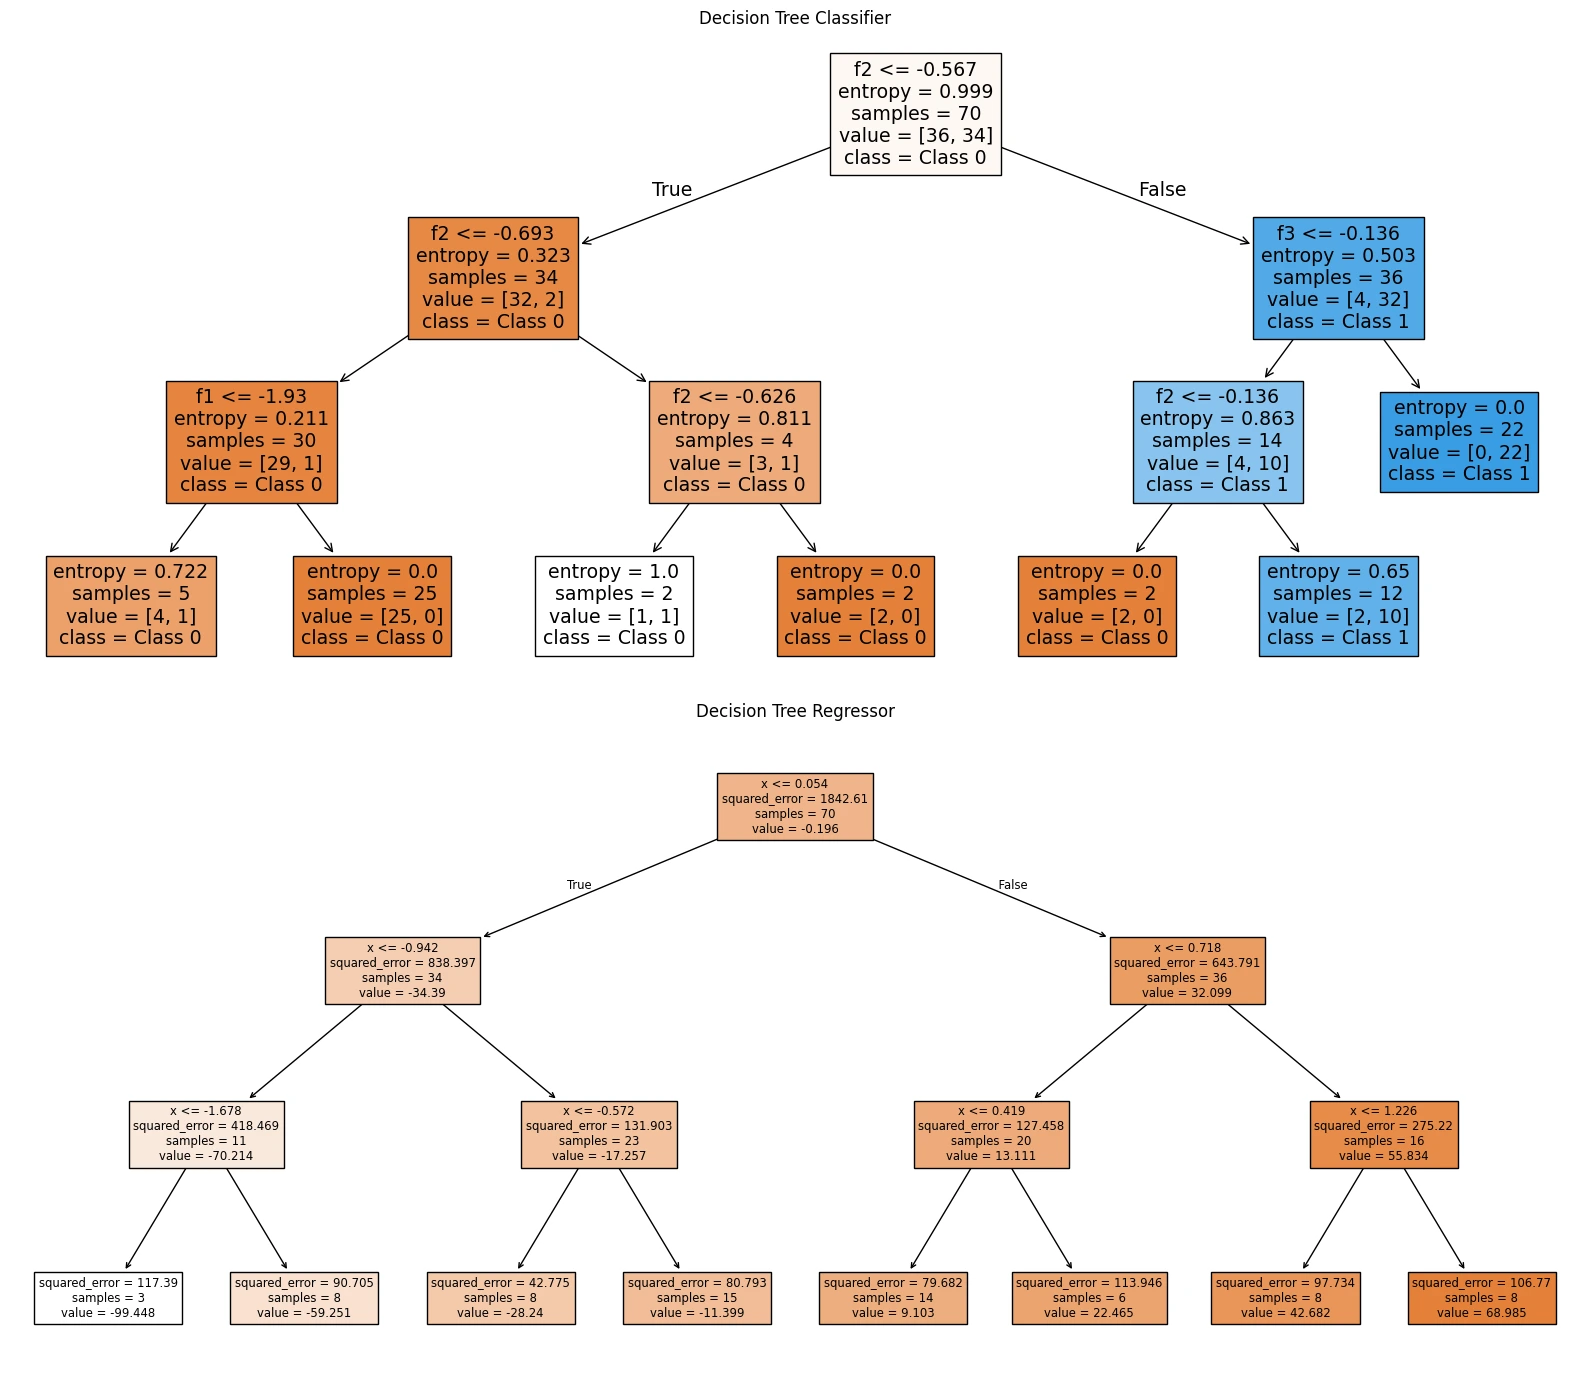 Decision Tree Classifier
f2 <= -0.567
entropy = 0.999
samples = 70
value = [36, 34]
class = Class 0
True
False
f2 <= -0.693
entropy = 0.323
samples = 34
value = [32, 2]
class = Class 0
f3 <= -0.136
entropy = 0.503
samples = 36
value = [4, 32]
class = Class 1
f1 <= -1.93
entropy = 0.211
samples = 30
value = [29, 1]
class = Class 0
f2 <= -0.626
entropy = 0.811
samples = 4
value = [3, 1]
class = Class 0
f2 <= -0.136
entropy = 0.863
samples = 14
value = [4, 10]
class = Class 1
entropy = 0.0
samples = 22
value = [0, 22]
class = Class 1
entropy = 0.722
samples = 5
value = [4, 1]
class = Class 0
entropy = 0.0
samples = 25
value = [25, 0]
class = Class 0
entropy = 1.0
samples = 2
value = [1, 1]
class = Class 0
entropy = 0.0
samples = 2
value = [2, 0]
class = Class 0
entropy = 0.0
samples = 2
value = [2, 0]
class = Class 0
entropy = 0.65
samples = 12
value = [2, 10]
class = Class 1
Decision Tree Regressor
x <= 0.054
squared_error = 1842.61
samples = 70
value = -0.196
True
False
x <= -0.942
squared_error = 838.397
samples = 34
value = -34.39
x <= 0.718
squared_error = 643.791
samples = 36
value = 32.099
x <= -1.678
squared_error = 418.469
samples = 11
value = -70.214
x <= -0.572
squared_error = 131.903
samples = 23
value = -17.257
x <= 0.419
squared_error = 127.458
samples = 20
value = 13.111
x <= 1.226
squared_error = 275.22
samples = 16
value = 55.834
squared_error = 117.39
samples = 3
value = -99.448
squared_error = 90.705
samples = 8
value = -59.251
squared_error = 42.775
samples = 8
value = -28.24
squared_error = 80.793
samples = 15
value = -11.399
squared_error = 79.682
samples = 14
value = 9.103
squared_error = 113.946
samples = 6
value = 22.465
squared_error = 97.734
samples = 8
value = 42.682
squared_error = 106.77
samples = 8
value = 68.985